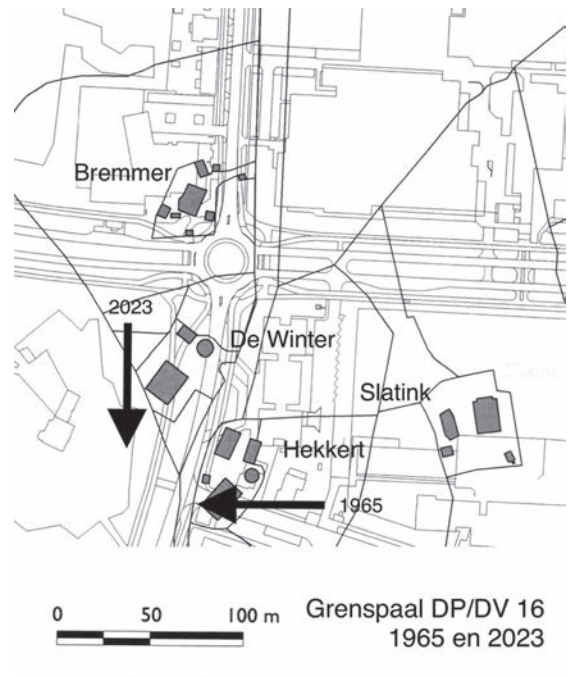 Bremmer
2023
De Winter
Slatink
Hekkert
1965
0 50 100 m
Grenspaal DP/DV 16
1965 en 2023